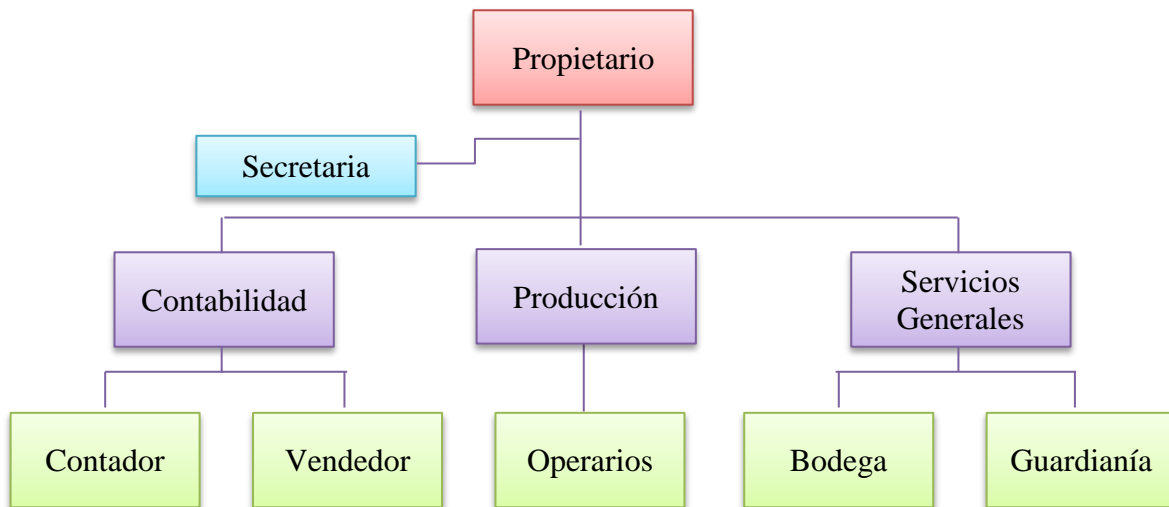 Propietario
Secretaria
Contabilidad
Producción
Servicios
Generales
Contador
Vendedor
Operarios
Bodega
Guardianía